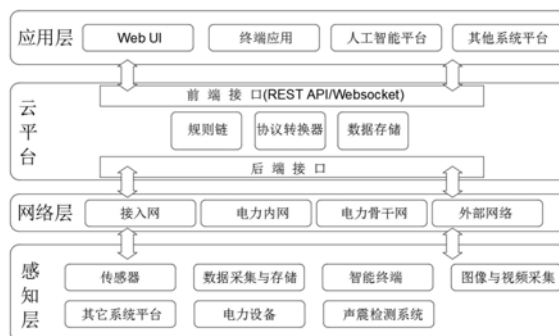 应用层
Web UI
终端应用
人工智能平台
其他系统平台
云平台
前端接口(REST API/Websocket)
规则链
协议转换器
数据存储
后端接口
网络层
接入网
电力内网
电力骨干网
外部网络
感知层
传感器
数据采集与存储
智能终端
图像与视频采集
其它系统平台
电力设备
声震检测系统